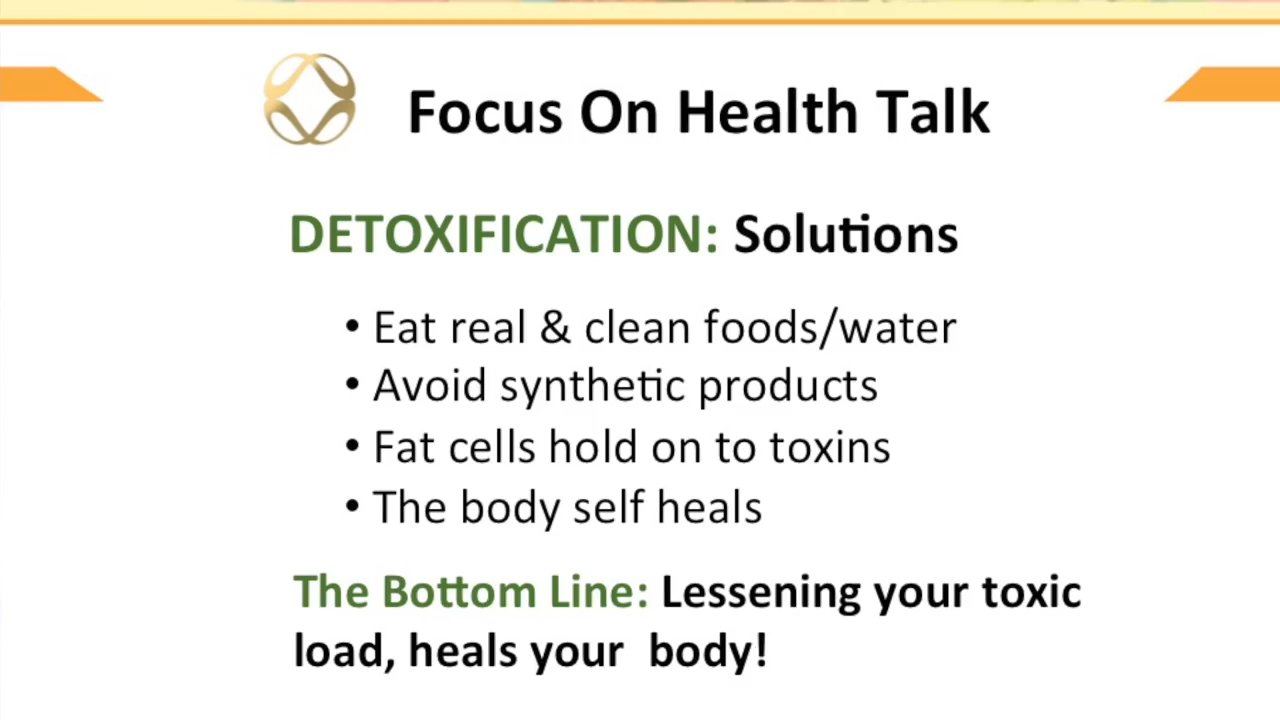 Focus On Health Talk
DETOXIFICATION: Solutions
• Eat real & clean foods/water
• Avoid synthetic products
• Fat cells hold on to toxins
• The body self heals
The Bottom Line: Lessening your toxic
load, heals your  body!